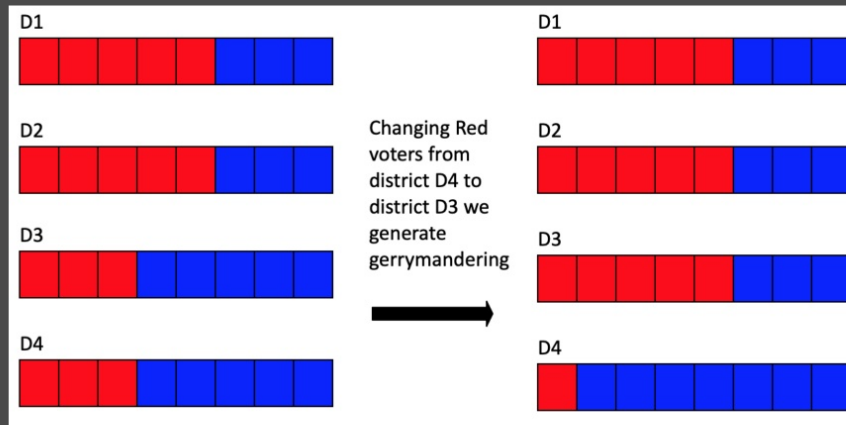 D1
D2
D3
D4
Changing Red
voters from
district D4 to
district D3 we
generate
gerrymandering
D1
D2
D3
D4